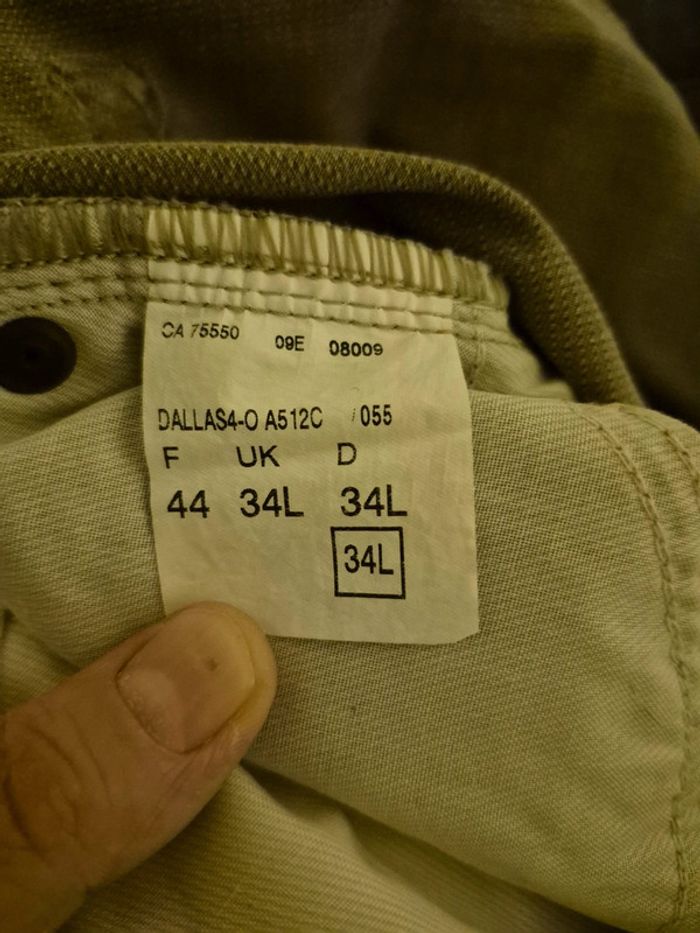 CA 75550 09E 08009
DALLAS4-O A512C /055
F UK D
44 34L 34L
34L